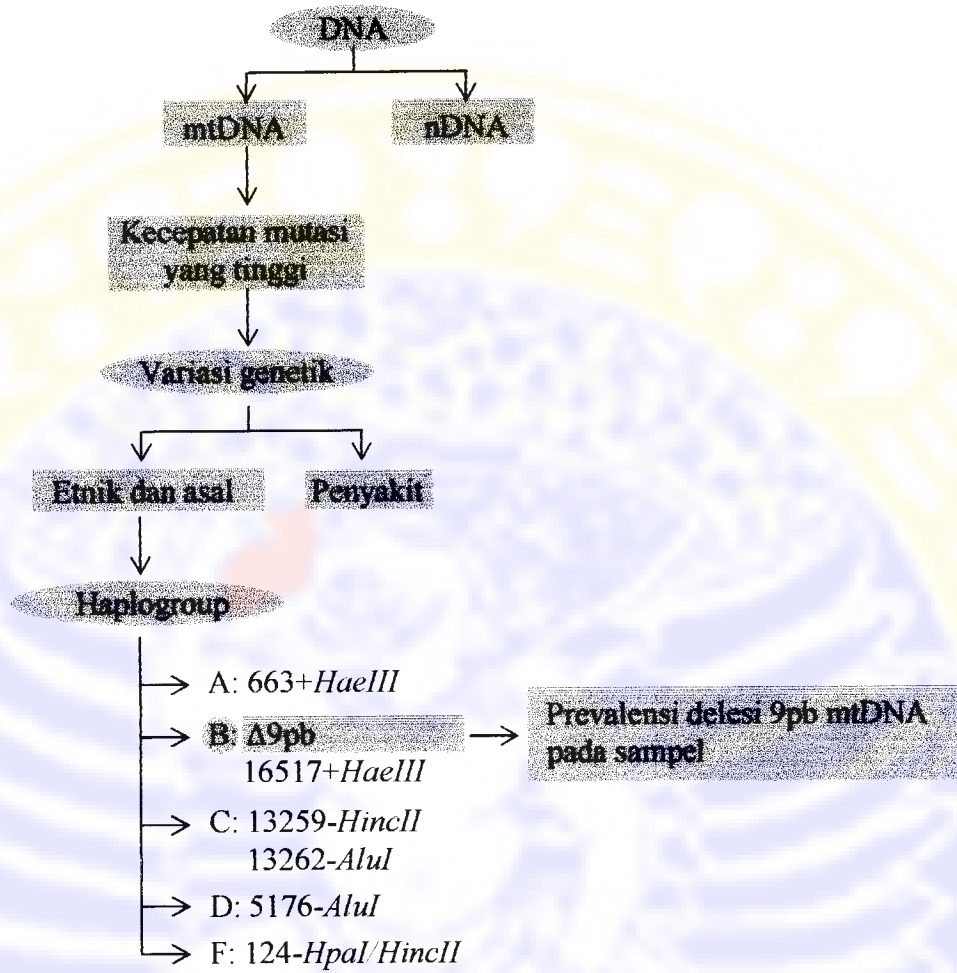 DNA
mtDNA
nDNA
Kecepatan mutasi
yang tinggi
Variasi genetik
Etnik dan asal
Penyakit
Haplogroup
A: 663+HaeIII
B: Δ9pb
16517+HaeIII
Prevalensi delesi 9pb mtDNA
pada sampel
C: 13259-HincII
13262-AluI
D: 5176-AluI
F: 124-HpaI/HincII